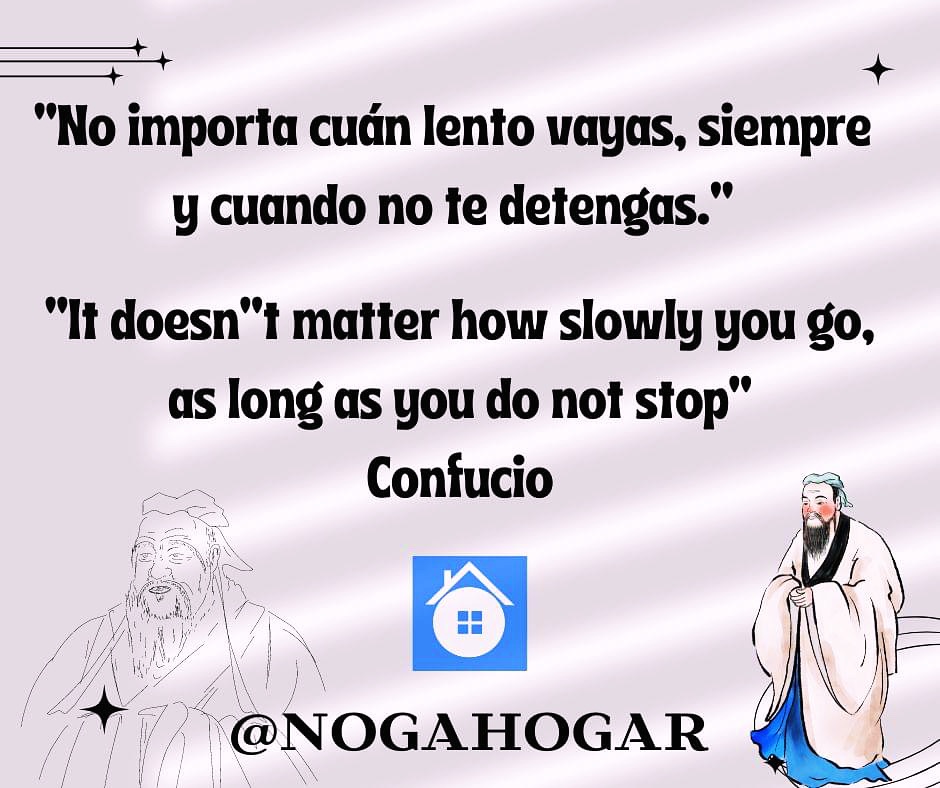 "No importa cuán lento vayas, siempre
y cuando no te detengas."
"It doesn"t matter how slowly you go,
as long as you do not stop"
Confucio
@NOGAHOGAR